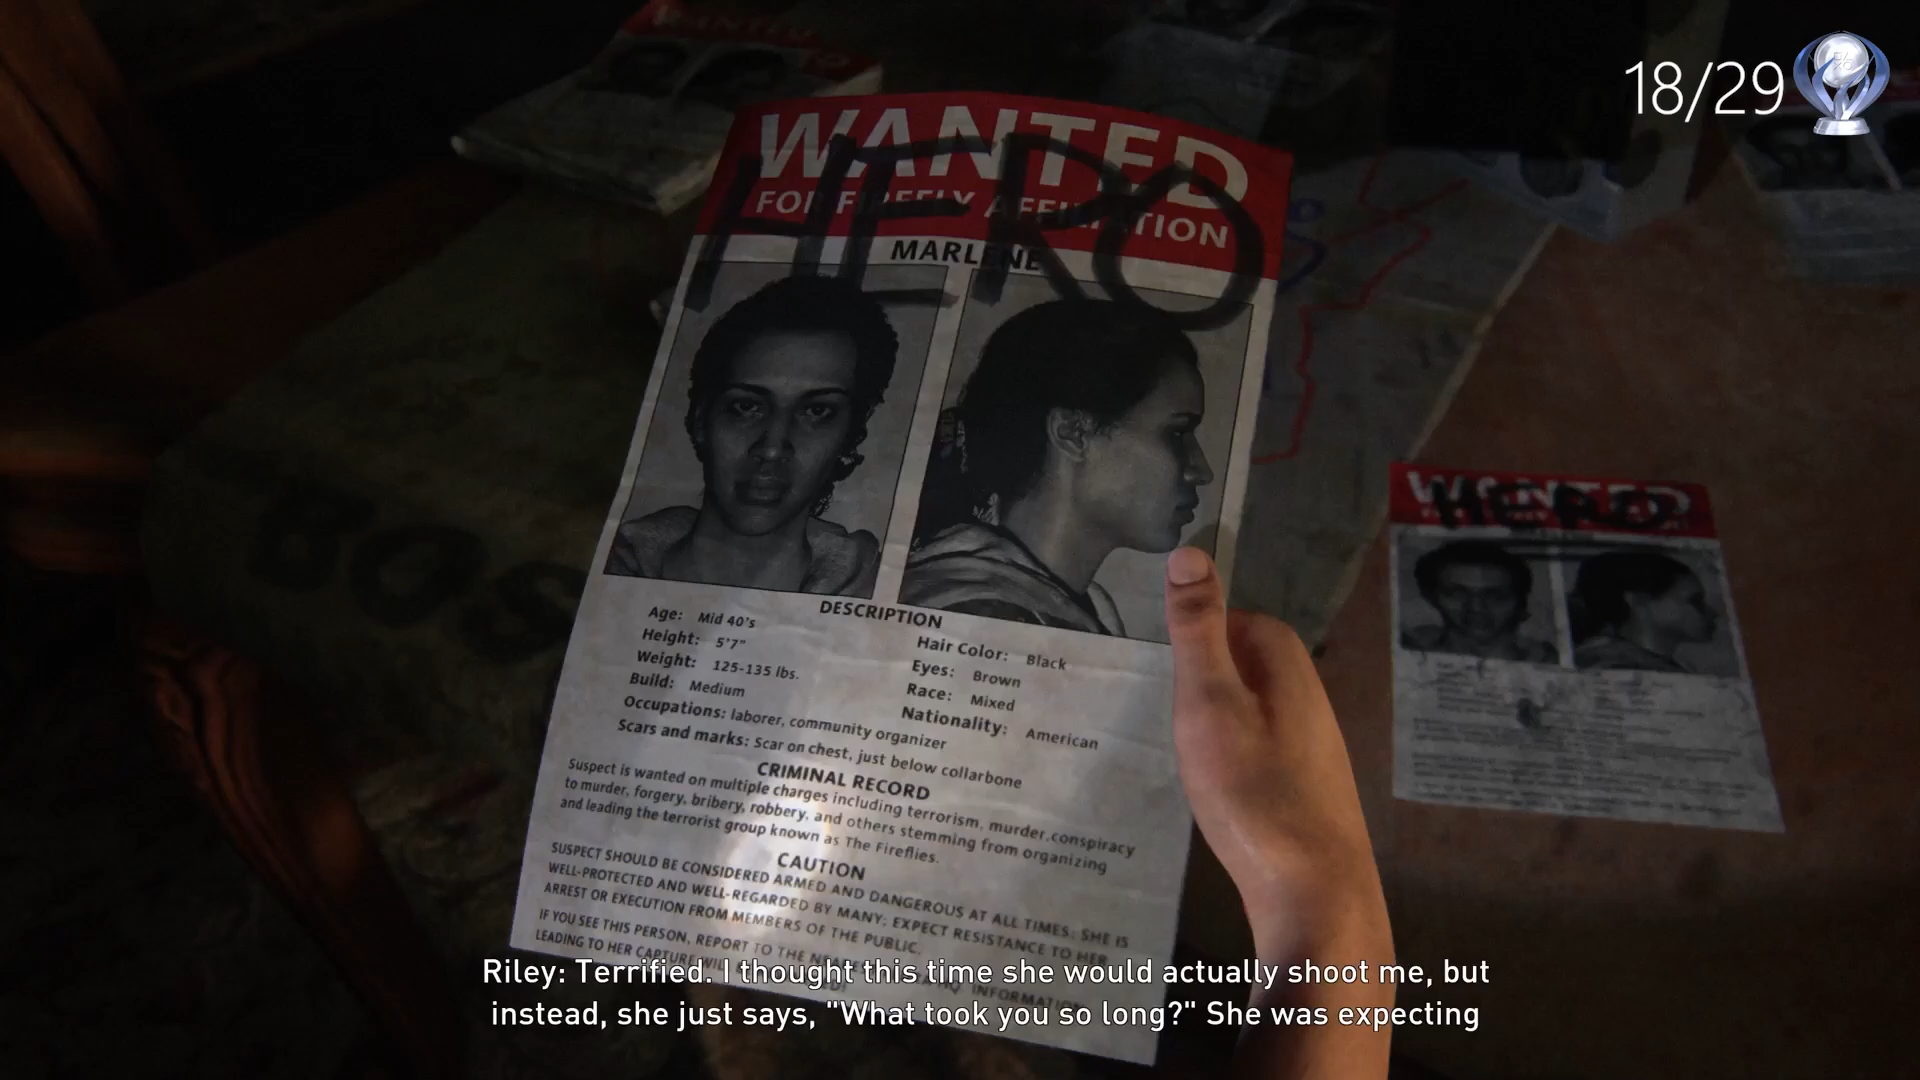 18/29
WANTED
HERO
FOR FIREFLY AFFILIATION
MARLENE
DESCRIPTION
Age: Mid 40's
Height: 5'7"
Weight: 125-135 lbs.
Build: Medium
Hair Color: Black
Eyes: Brown
Race: Mixed
Nationality: American
Occupations: laborer, community organizer
Scars and marks: Scar on chest, just below collarbone
CRIMINAL RECORD
Suspect is wanted on multiple charges including terrorism, murder,conspiracy
to murder, forgery, bribery, robbery, and others stemming from organizing
and leading the terrorist group known as The Fireflies.
CAUTION
SUSPECT SHOULD BE CONSIDERED ARMED AND DANGEROUS AT ALL TIMES; SHE IS
WELL-PROTECTED AND WELL-REGARDED BY MANY; EXPECT RESISTANCE TO HER
ARREST OR EXECUTION FROM MEMBERS OF THE PUBLIC.
IF YOU SEE THIS PERSON, REPORT TO THE INFORMATION
LEADING TO HER CAPTURE WILL
WANTED
HERO
Riley: Terrified. I thought this time she would actually shoot me, but
instead, she just says, "What took you so long?" She was expecting